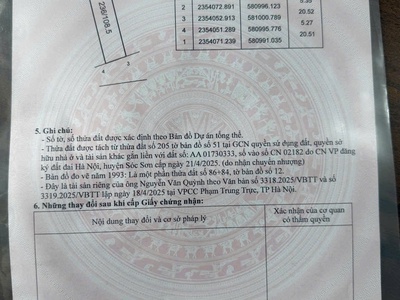 5.35
2 2354072.891 580996.123
20.52
3 2354052.913 581000.789
5.27
4 2354051.289 580995.776
20.51
1 2354071.239 580991.035
236/108.5
4 3
5. Ghi chú:
- Số tờ, số thửa đất được xác định theo Bản đồ Dự án tổng thể.
- Thửa đất được tách từ thửa đất số 205 tờ bản đồ số 51 tại GCN quyền sử dụng đất, quyền sở
hữu nhà ở và tài sản khác gắn liền với đất số: AA 01730333, số vào sổ CN 02182 do CN VP đăng
ký đất đai Hà Nội, huyện Sóc Sơn cấp ngày 21/4/2025. (do nhận chuyển nhượng)
- Bản đồ đo vẽ năm 1993: Là một phần thửa đất số 86+84, tờ bản đồ số 12.
- Đây là tài sản riêng của ông Nguyễn Văn Quỳnh theo Văn bản số 3318.2025/VBTT và số
3319.2025/VBTT lập ngày 18/4/2025 tại VPCC Phạm Trung Trực, TP Hà Nội.
6. Những thay đổi sau khi cấp Giấy chứng nhận:
Nội dung thay đổi và cơ sở pháp lý
Xác nhận của cơ quan
có thẩm quyền